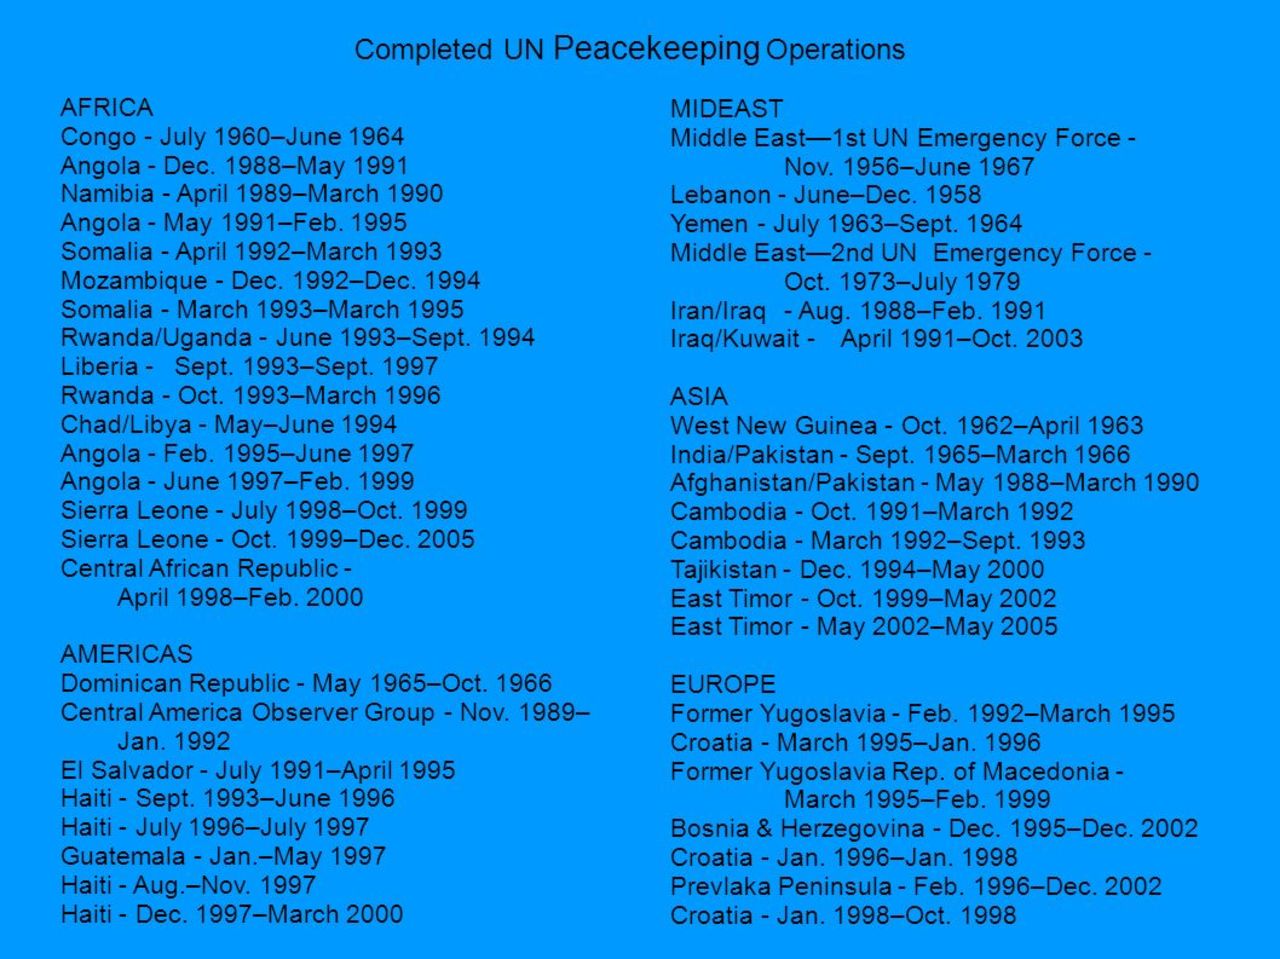 Completed UN Peacekeeping Operations
AFRICA
Congo - July 1960–June 1964
Angola - Dec. 1988–May 1991
Namibia - April 1989–March 1990
Angola - May 1991–Feb. 1995
Somalia - April 1992–March 1993
Mozambique - Dec. 1992–Dec. 1994
Somalia - March 1993–March 1995
Rwanda/Uganda - June 1993–Sept. 1994
Liberia - Sept. 1993–Sept. 1997
Rwanda - Oct. 1993–March 1996
Chad/Libya - May–June 1994
Angola - Feb. 1995–June 1997
Angola - June 1997–Feb. 1999
Sierra Leone - July 1998–Oct. 1999
Sierra Leone - Oct. 1999–Dec. 2005
Central African Republic -
April 1998–Feb. 2000
AMERICAS
Dominican Republic - May 1965–Oct. 1966
Central America Observer Group - Nov. 1989–
Jan. 1992
El Salvador - July 1991–April 1995
Haiti - Sept. 1993–June 1996
Haiti - July 1996–July 1997
Guatemala - Jan.–May 1997
Haiti - Aug.–Nov. 1997
Haiti - Dec. 1997–March 2000
MIDEAST
Middle East—1st UN Emergency Force -
Nov. 1956–June 1967
Lebanon - June–Dec. 1958
Yemen - July 1963–Sept. 1964
Middle East—2nd UN Emergency Force -
Oct. 1973–July 1979
Iran/Iraq - Aug. 1988–Feb. 1991
Iraq/Kuwait - April 1991–Oct. 2003
ASIA
West New Guinea - Oct. 1962–April 1963
India/Pakistan - Sept. 1965–March 1966
Afghanistan/Pakistan - May 1988–March 1990
Cambodia - Oct. 1991–March 1992
Cambodia - March 1992–Sept. 1993
Tajikistan - Dec. 1994–May 2000
East Timor - Oct. 1999–May 2002
East Timor - May 2002–May 2005
EUROPE
Former Yugoslavia - Feb. 1992–March 1995
Croatia - March 1995–Jan. 1996
Former Yugoslavia Rep. of Macedonia -
March 1995–Feb. 1999
Bosnia & Herzegovina - Dec. 1995–Dec. 2002
Croatia - Jan. 1996–Jan. 1998
Prevlaka Peninsula - Feb. 1996–Dec. 2002
Croatia - Jan. 1998–Oct. 1998